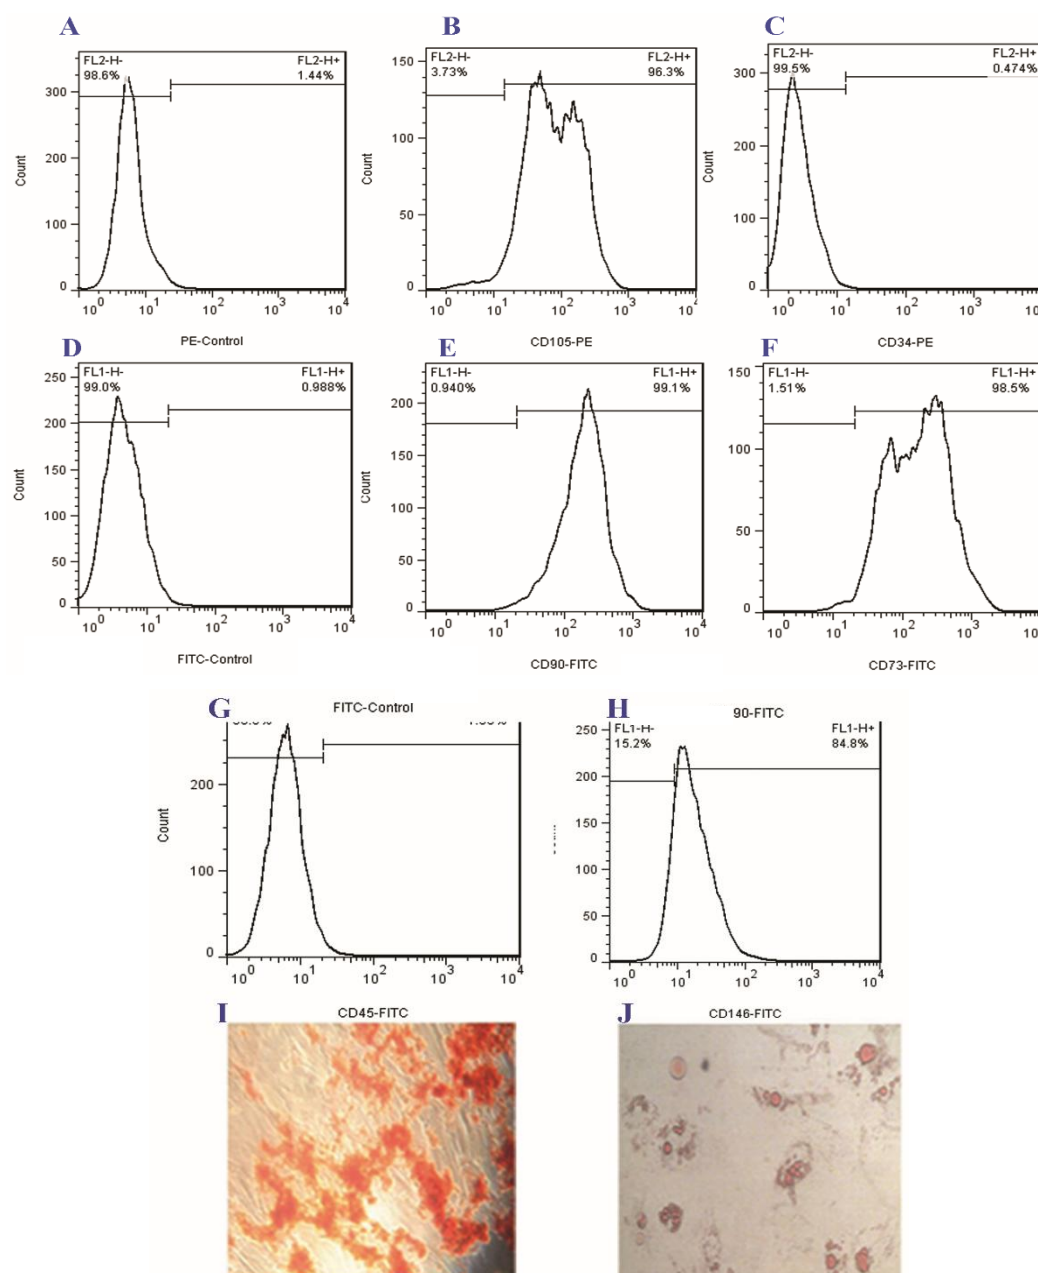 A
FL2-H-
98.6%
FL2-H+
1.44%
300
200
100
0
Count
10^0 10^1 10^2 10^3 10^4
PE-Control
B
FL2-H-
3.73%
FL2-H+
96.3%
150
100
50
0
Count
10^0 10^1 10^2 10^3 10^4
CD105-PE
C
FL2-H-
99.5%
FL2-H+
0.474%
300
200
100
0
Count
10^0 10^1 10^2 10^3
CD34-PE
D
FL1-H-
99.0%
FL1-H+
0.988%
250
200
150
100
50
0
Count
10^0 10^1 10^2 10^3 10^4
FITC-Control
E
FL1-H-
0.940%
FL1-H+
99.1%
200
150
100
50
0
Count
10^0 10^1 10^2 10^3 10^4
CD90-FITC
F
FL1-H-
1.51%
FL1-H+
98.5%
150
100
50
0
10^0 10^1 10^2 10^3
CD73-FITC
G
FITC-Control
200
100
0
Count
10^0 10^1 10^2 10^3 10^4
CD45-FITC
H
90-FITC
FL1-H-
15.2%
FL1-H+
84.8%
250
200
150
100
50
0
10^0 10^1 10^2 10^3 10^4
CD146-FITC
I
J